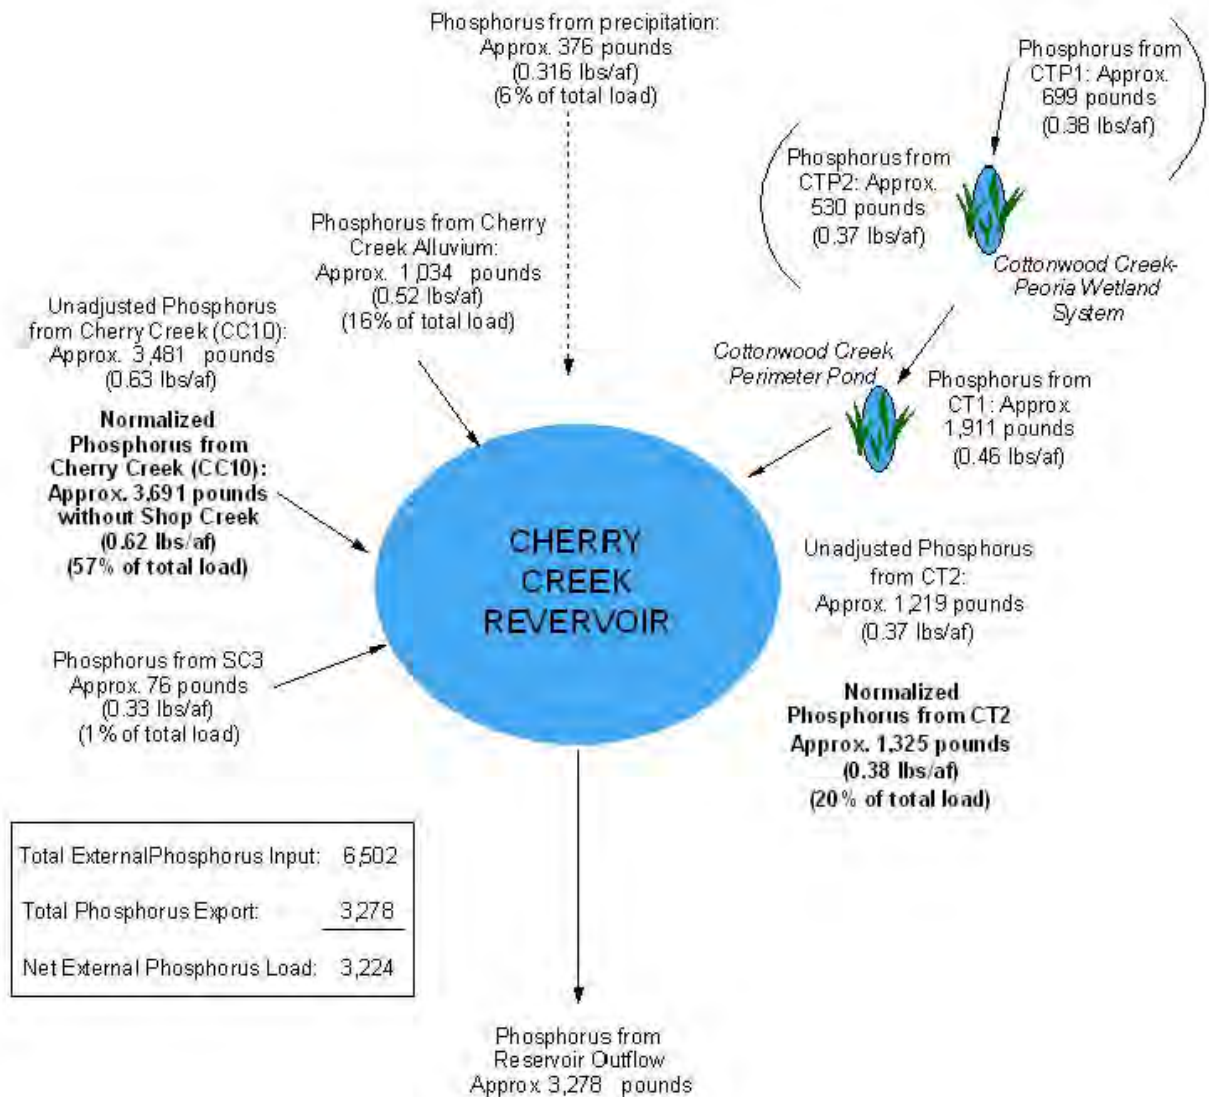 Phosphorus from precipitation:
Approx. 376 pounds
(0.316 lbs/af)
(6% of total load)
Phosphorus from
CTP1: Approx.
699 pounds
(0.38 lbs/af)
Phosphorus from
CTP2: Approx.
530 pounds
(0.37 lbs/af)
Cottonwood Creek-
Peoria Wetland
System
Phosphorus from Cherry
Creek Alluvium:
Approx. 1,034 pounds
(0.52 lbs/af)
(16% of total load)
Unadjusted Phosphorus
from Cherry Creek (CC10):
Approx. 3,481 pounds
(0.63 lbs/af)
Normalized
Phosphorus from
Cherry Creek (CC10):
Approx. 3,691 pounds
without Shop Creek
(0.62 lbs/af)
(57% of total load)
Cottonwood Creek
Perimeter Pond
Phosphorus from
CT1: Approx
1,911 pounds
(0.46 lbs/af)
CHERRY
CREEK
REVERVOIR
Unadjusted Phosphorus
from CT2:
Approx. 1,219 pounds
(0.37 lbs/af)
Phosphorus from SC3
Approx. 76 pounds
(0.33 lbs/af)
(1% of total load)
Normalized
Phosphorus from CT2
Approx. 1,325 pounds
(0.38 lbs/af)
(20% of total load)
Total ExternalPhosphorus Input: 6,502
Total Phosphorus Export: 3,278
Net External Phosphorus Load: 3,224
Phosphorus from
Reservoir Outflow
Approx 3,278 pounds